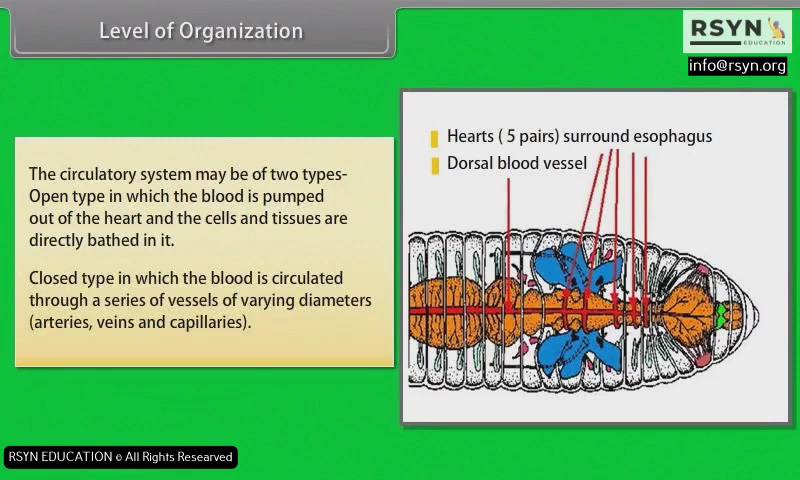 Level of Organization
RSYN
EDUCATION
info@rsyn.org
The circulatory system may be of two types-
Open type in which the blood is pumped
out of the heart and the cells and tissues are
directly bathed in it.
Closed type in which the blood is circulated
through a series of vessels of varying diameters
(arteries, veins and capillaries).
Hearts ( 5 pairs) surround esophagus
Dorsal blood vessel
RSYN EDUCATION © All Rights Researved